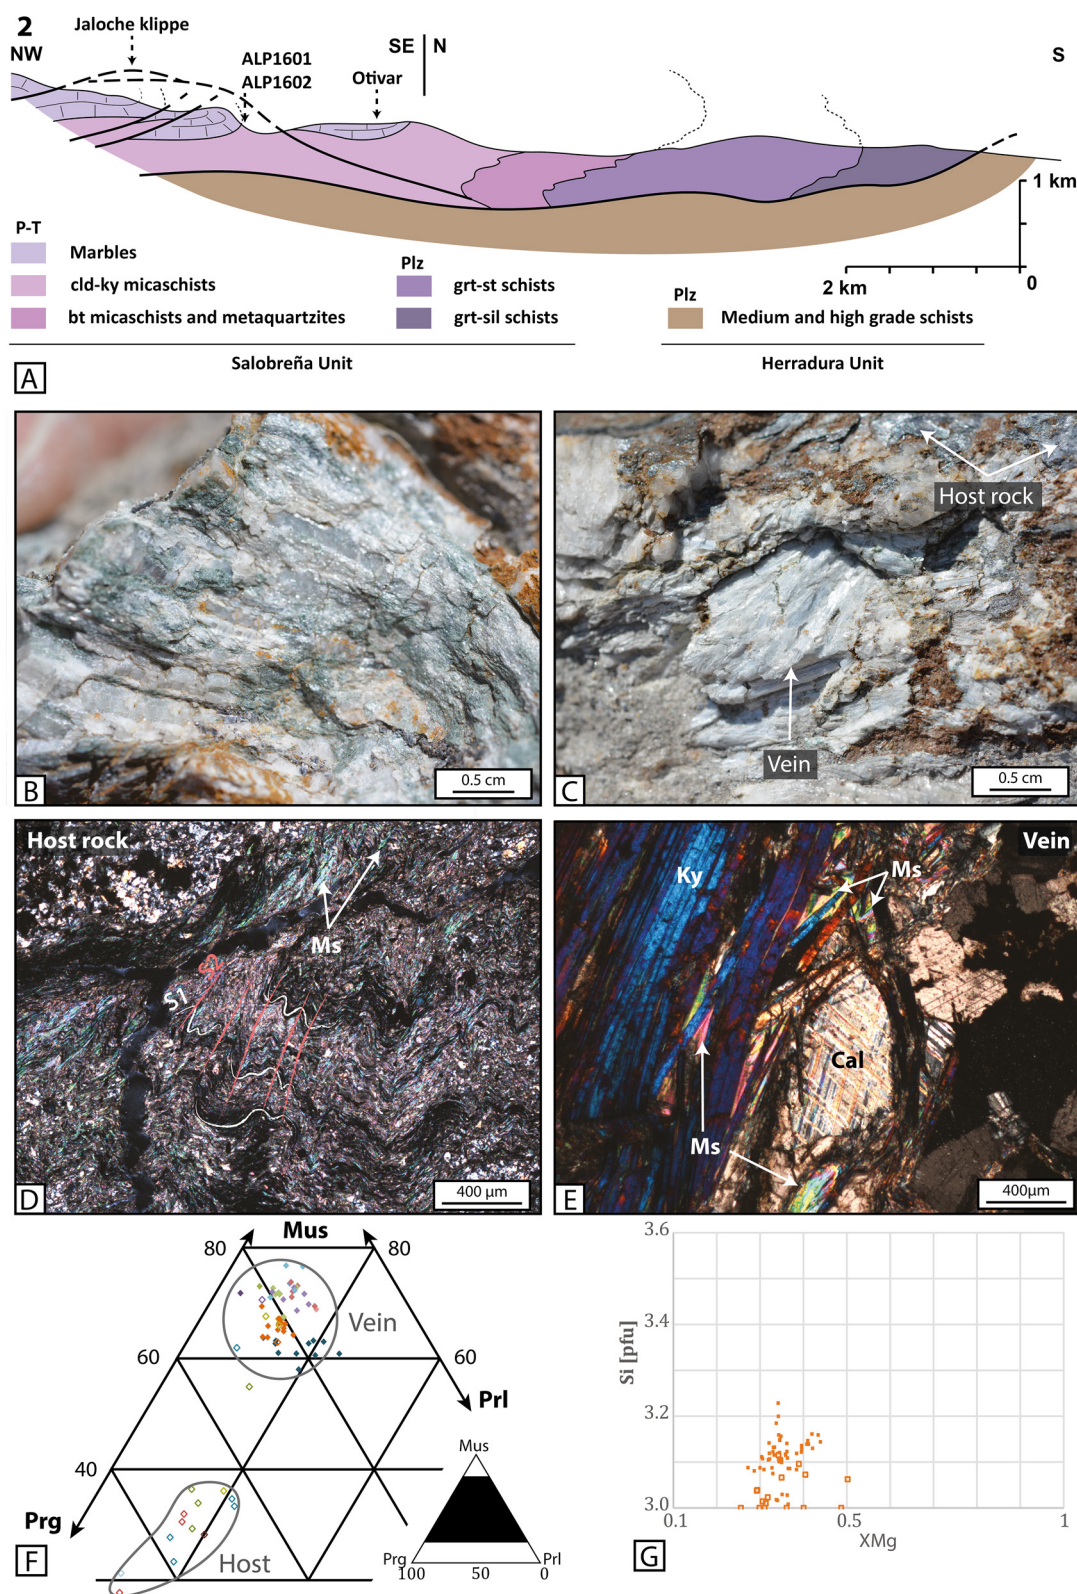 2
NW
Jaloche klippe
ALP1601
ALP1602
Otivar
SE
N
S
1 km
0
2 km
P-T
Marbles
cld-ky micaschists
bt micaschists and metaquartzites
Plz
grt-st schists
grt-sil schists
Plz
Medium and high grade schists
Salobreña Unit
Herradura Unit
A
B
0.5 cm
Host rock
Vein
C
0.5 cm
Host rock
Ms
S1
S2
D
400 µm
Vein
Ky
Ms
Cal
Ms
E
400µm
Mus
80
80
Vein
60
60
Prl
40
Prg
Host
F
Mus
Prg
Prl
100
50
0
3.6
3.4
Si [pfu]
3.2
3.0
0.1
0.5
1
XMg
G